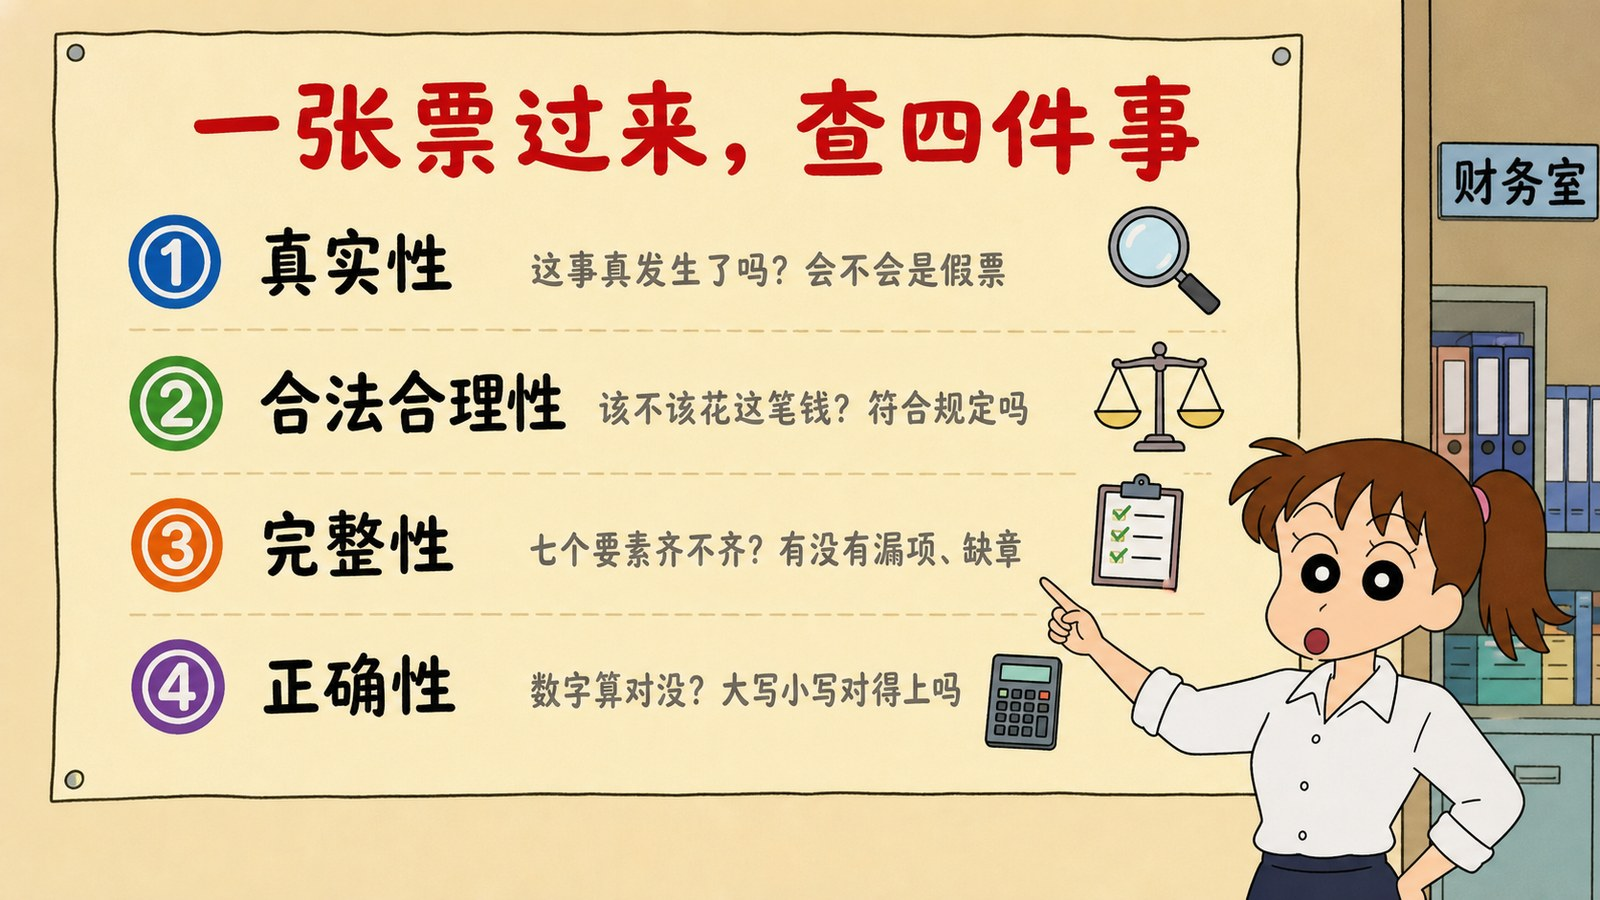 一张票过来，查四件事
财务室
1 真实性 这事真发生了吗？会不会是假票
2 合法合理性 该不该花这笔钱？符合规定吗
3 完整性 七个要素齐不齐？有没有漏项、缺章
4 正确性 数字算对没？大写小写对得上吗